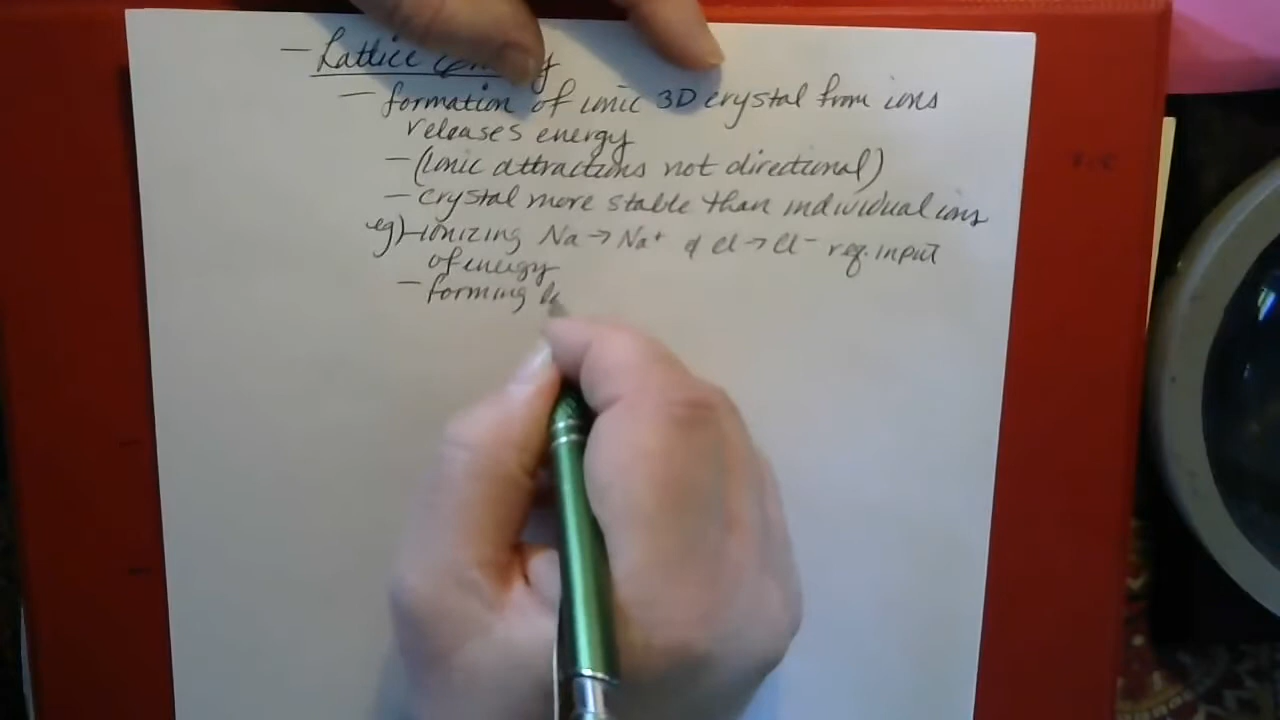 - Lattice
- formation of ionic 3D crystal from ions
releases energy
- (ionic attractions not directional)
- crystal more stable than individual ions
eg) - ionizing Na → Na⁺ & Cl → Cl⁻ req. input
of energy
- forming